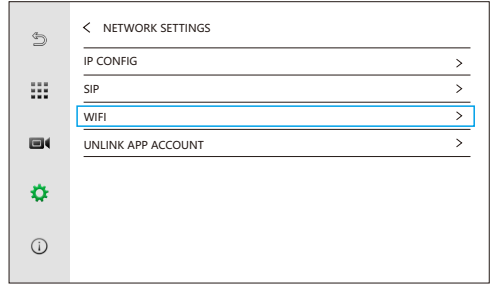 NETWORK SETTINGS
IP CONFIG
SIP
WIFI
UNLINK APP ACCOUNT